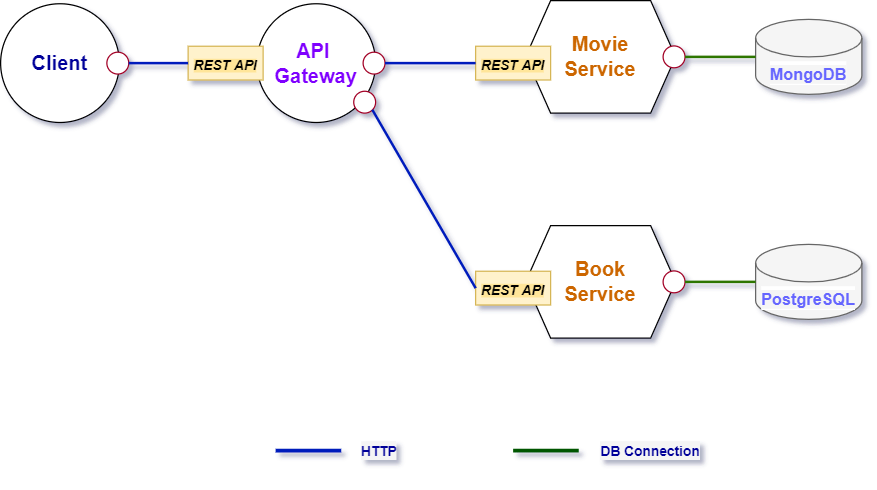 Client
REST API
API
Gateway
REST API
Movie
Service
MongoDB
REST API
Book
Service
PostgreSQL
HTTP
DB Connection